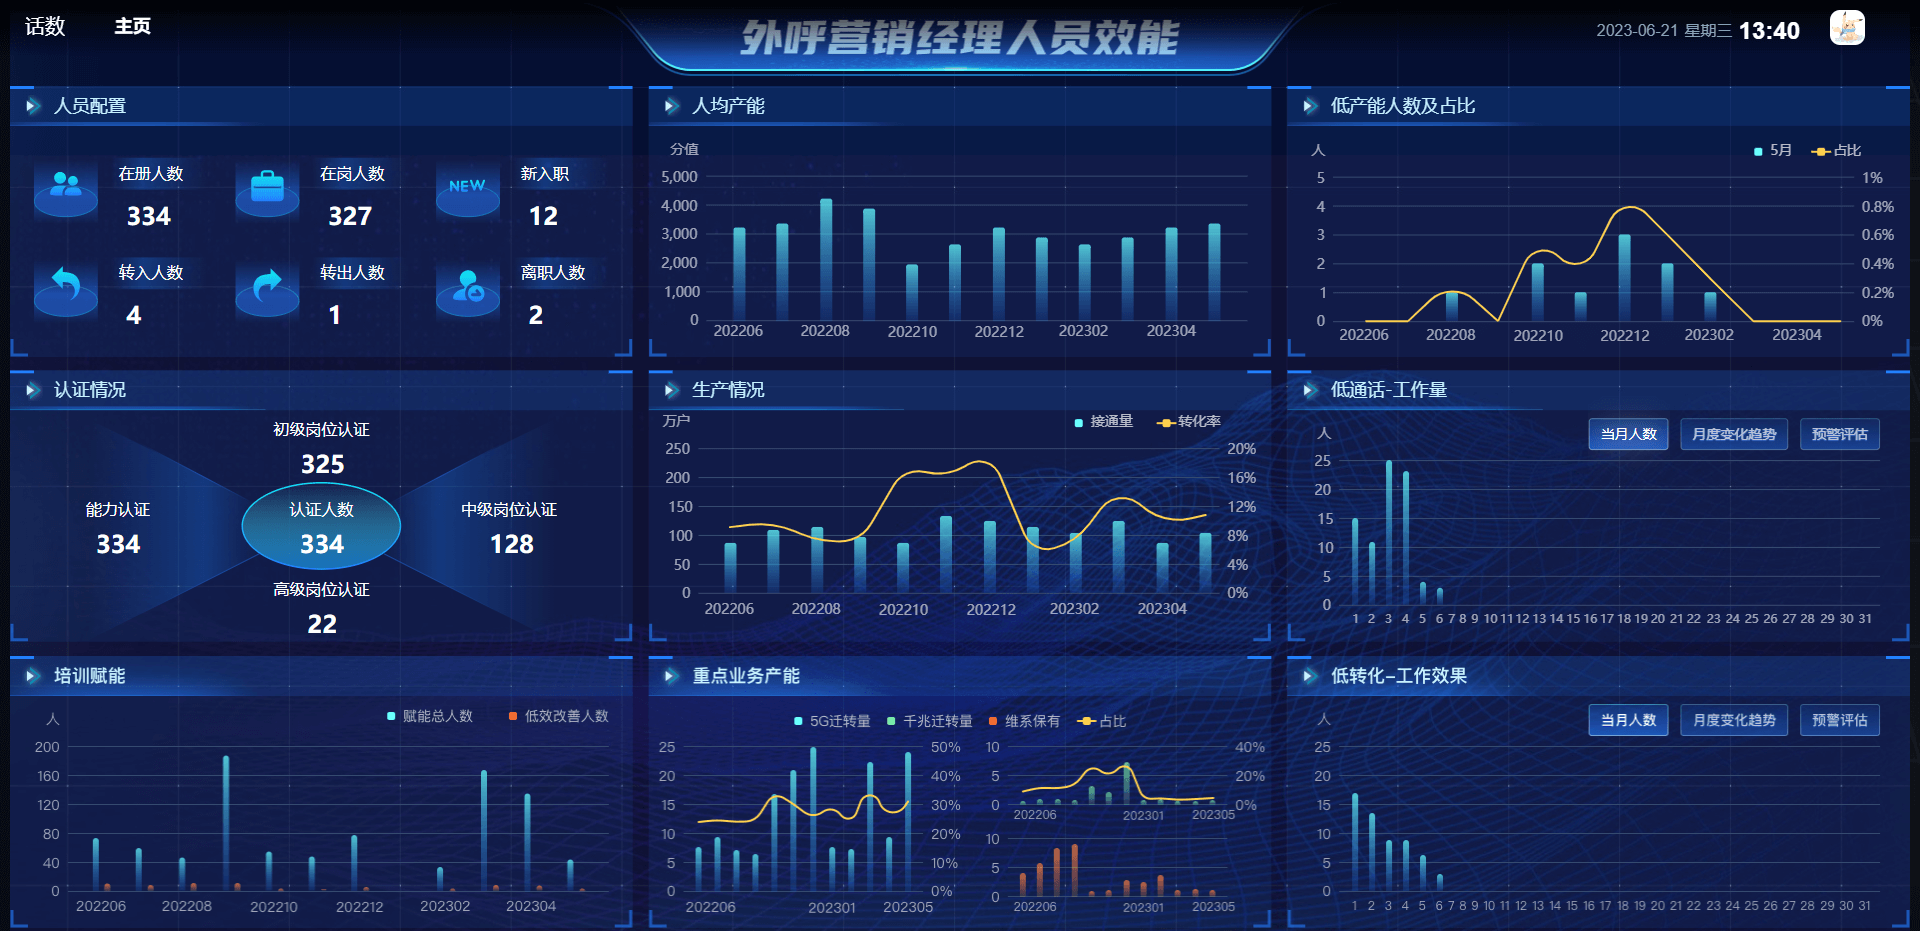 话数 主页
外呼营销经理人员效能
2023-06-21 星期三 13:40
人员配置
在册人数
334
在岗人数
327
NEW
新入职
12
转入人数
4
转出人数
1
离职人数
2
人均产能
分值
5,000
4,000
3,000
2,000
1,000
0
202206 202208 202210 202212 202302 202304
低产能人数及占比
人
5月 占比
5 1%
4 0.8%
3 0.6%
2 0.4%
1 0.2%
0 0%
202206 202208 202210 202212 202302 202304
认证情况
初级岗位认证
325
能力认证
334
认证人数
334
中级岗位认证
128
高级岗位认证
22
生产情况
万户
接通量 转化率
250 20%
200 16%
150 12%
100 8%
50 4%
0 0%
202206 202208 202210 202212 202302 202304
低通话-工作量
当月人数 月度变化趋势 预警评估
人
25
20
15
10
5
0
1 2 3 4 5 6 7 8 9 10 11 12 13 14 15 16 17 18 19 20 21 22 23 24 25 26 27 28 29 30 31
培训赋能
人
赋能总人数 低效改善人数
200
160
120
80
40
0
202206 202208 202210 202212 202302 202304
重点业务产能
5G迁转量 千兆迁转量 维系保有 占比
25 50%
20 40%
15 30%
10 20%
5 10%
0 0%
202206 202301 202305
10 40%
5 20%
0 0%
202206 202301 202305
10
5
0
202206 202301 202305
低转化-工作效果
当月人数 月度变化趋势 预警评估
人
25
20
15
10
5
0
1 2 3 4 5 6 7 8 9 10 11 12 13 14 15 16 17 18 19 20 21 22 23 24 25 26 27 28 29 30 31